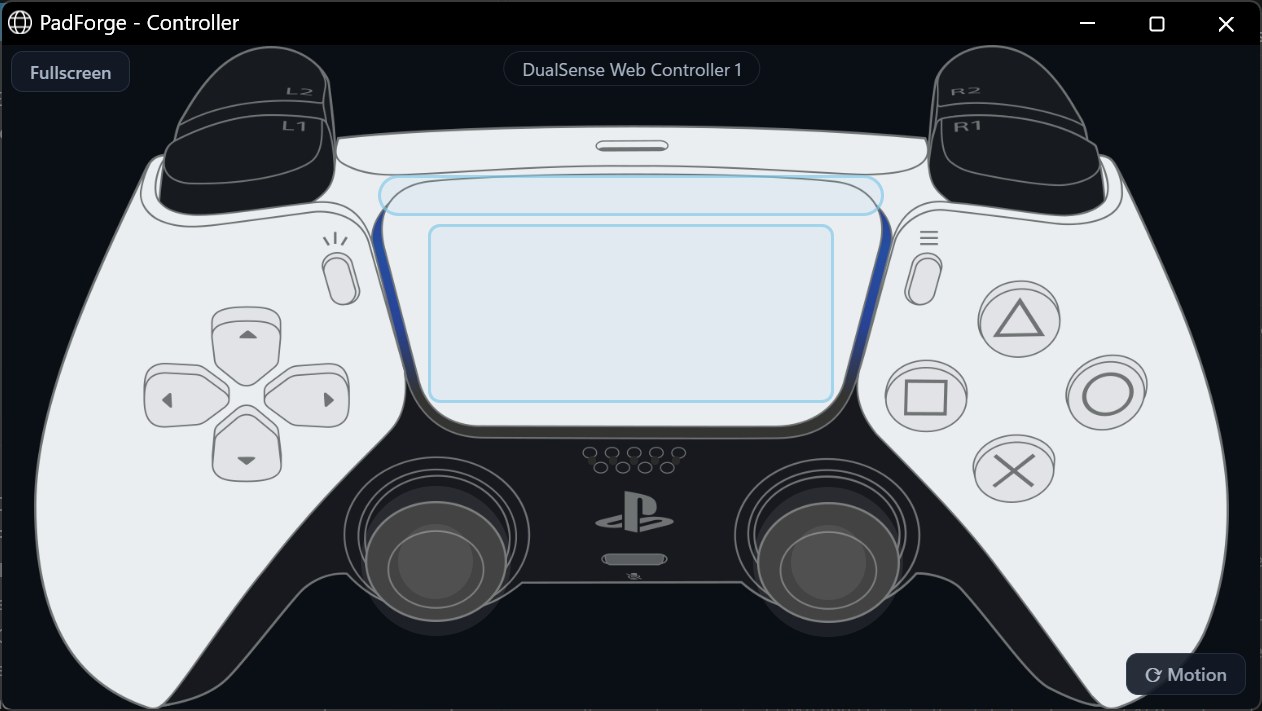 PadForge - Controller
Fullscreen
DualSense Web Controller 1
L2
R2
L1
R1
Motion